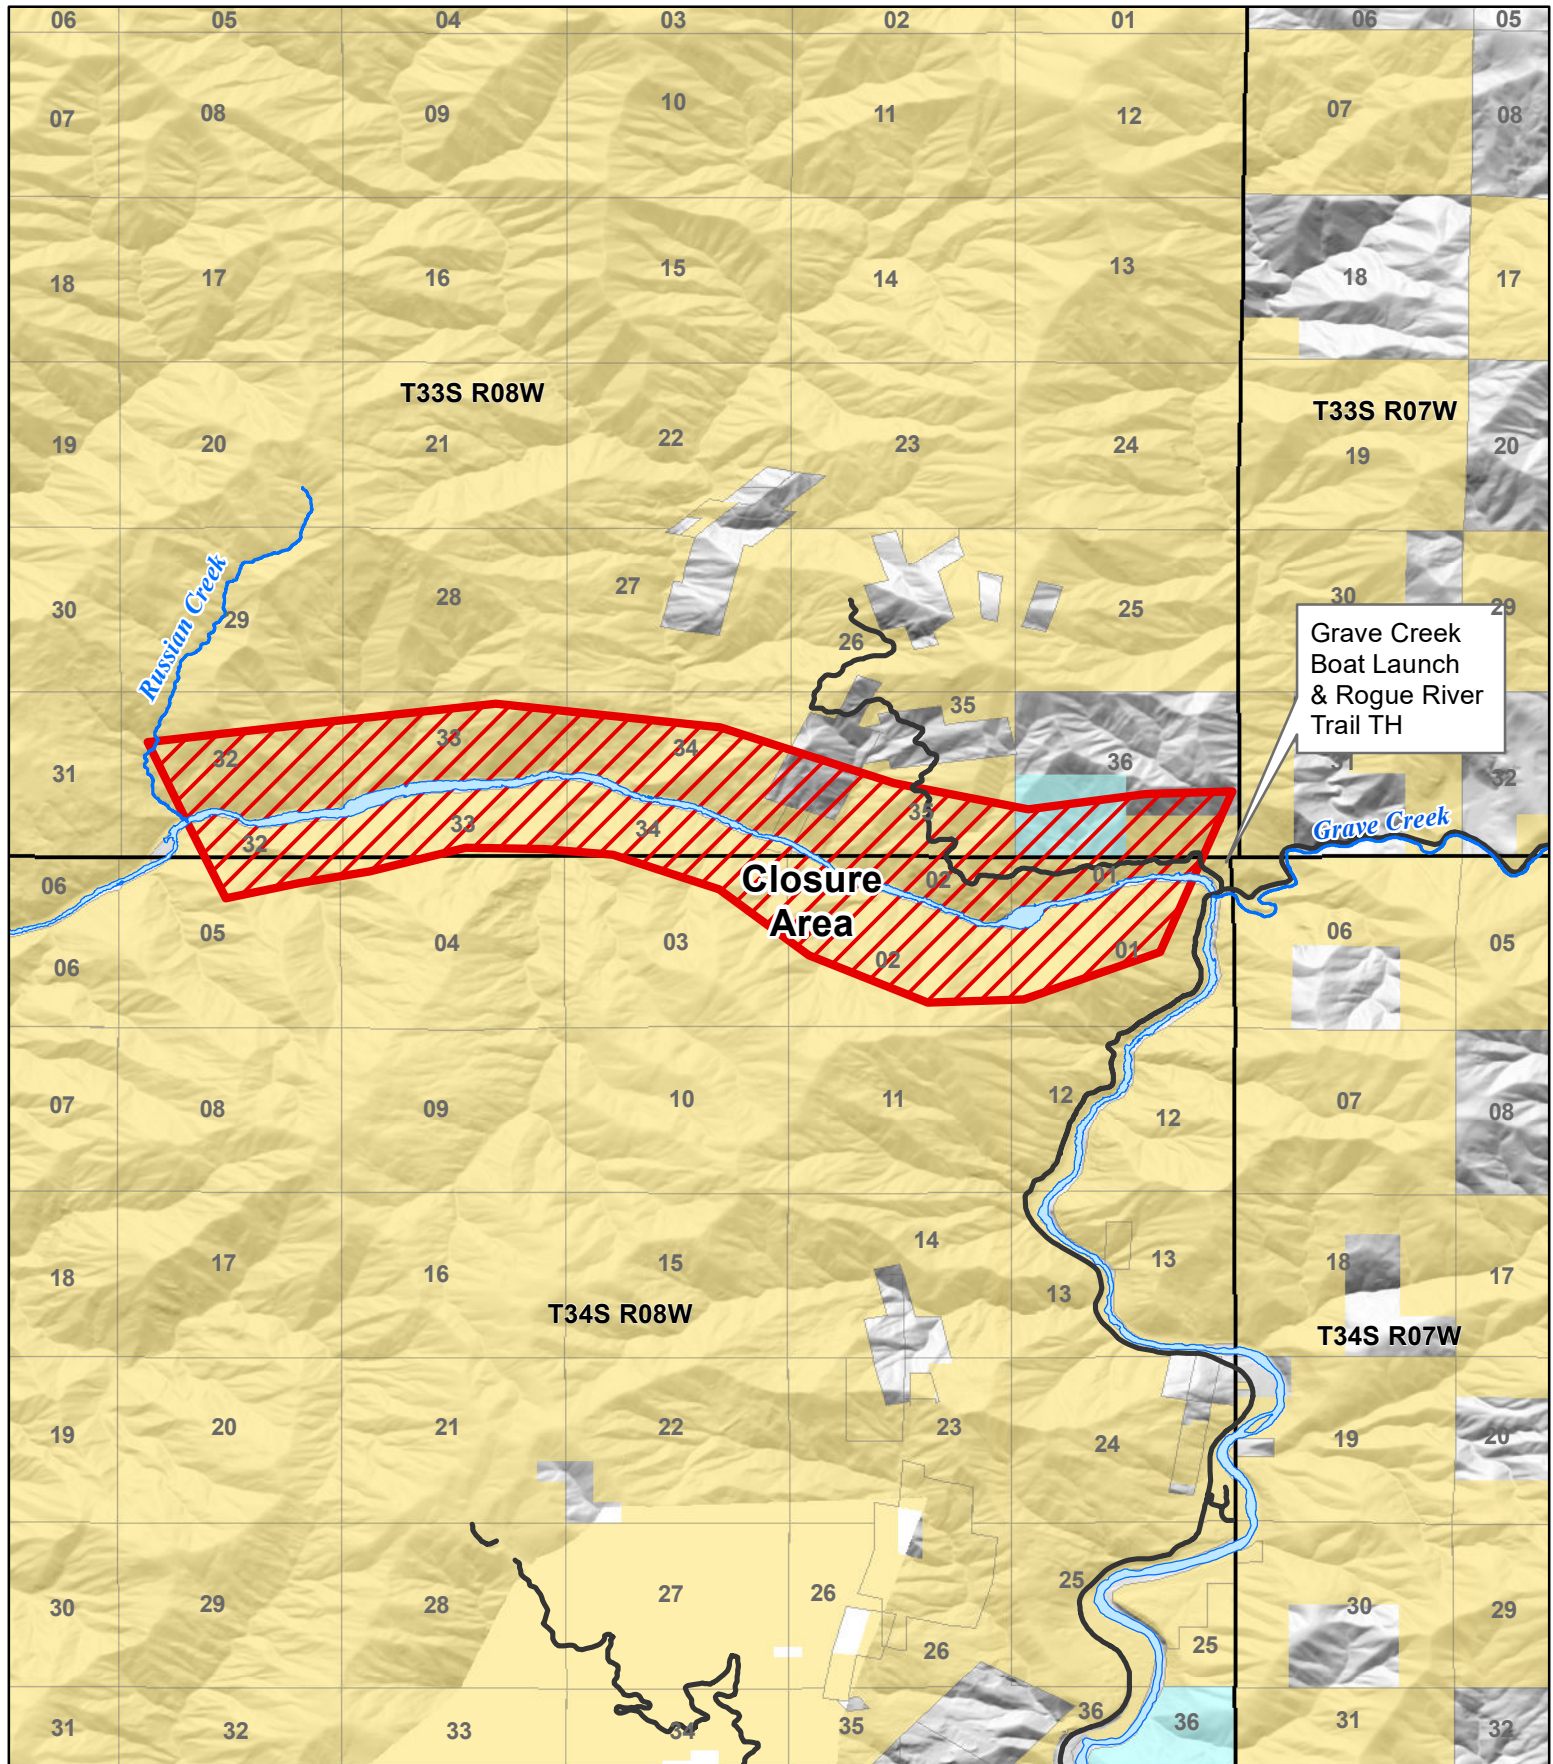 06 05 04 03 02 01 06 05
07 08 09 10 11 12 07 08
18 17 16 15 14 13 18 17
T33S R08W
T33S R07W
19 20 21 22 23 24 19 20
30 29 28 27 26 25 30 29
Russian Creek
Grave Creek
Boat Launch
& Rogue River
Trail TH
31 32 33 34 35 36 31 32
Grave Creek
32 33 34 35
Closure
Area
06 02 01
06 05 04 03 02 01 06 05
07 08 09 10 11 12 12 07 08
18 17 16 15 14 13 13 18 17
T34S R08W
T34S R07W
19 20 21 22 23 24 19 20
30 29 28 27 26 26 25 25 30 29
31 32 33 34 35 36 36 31 32